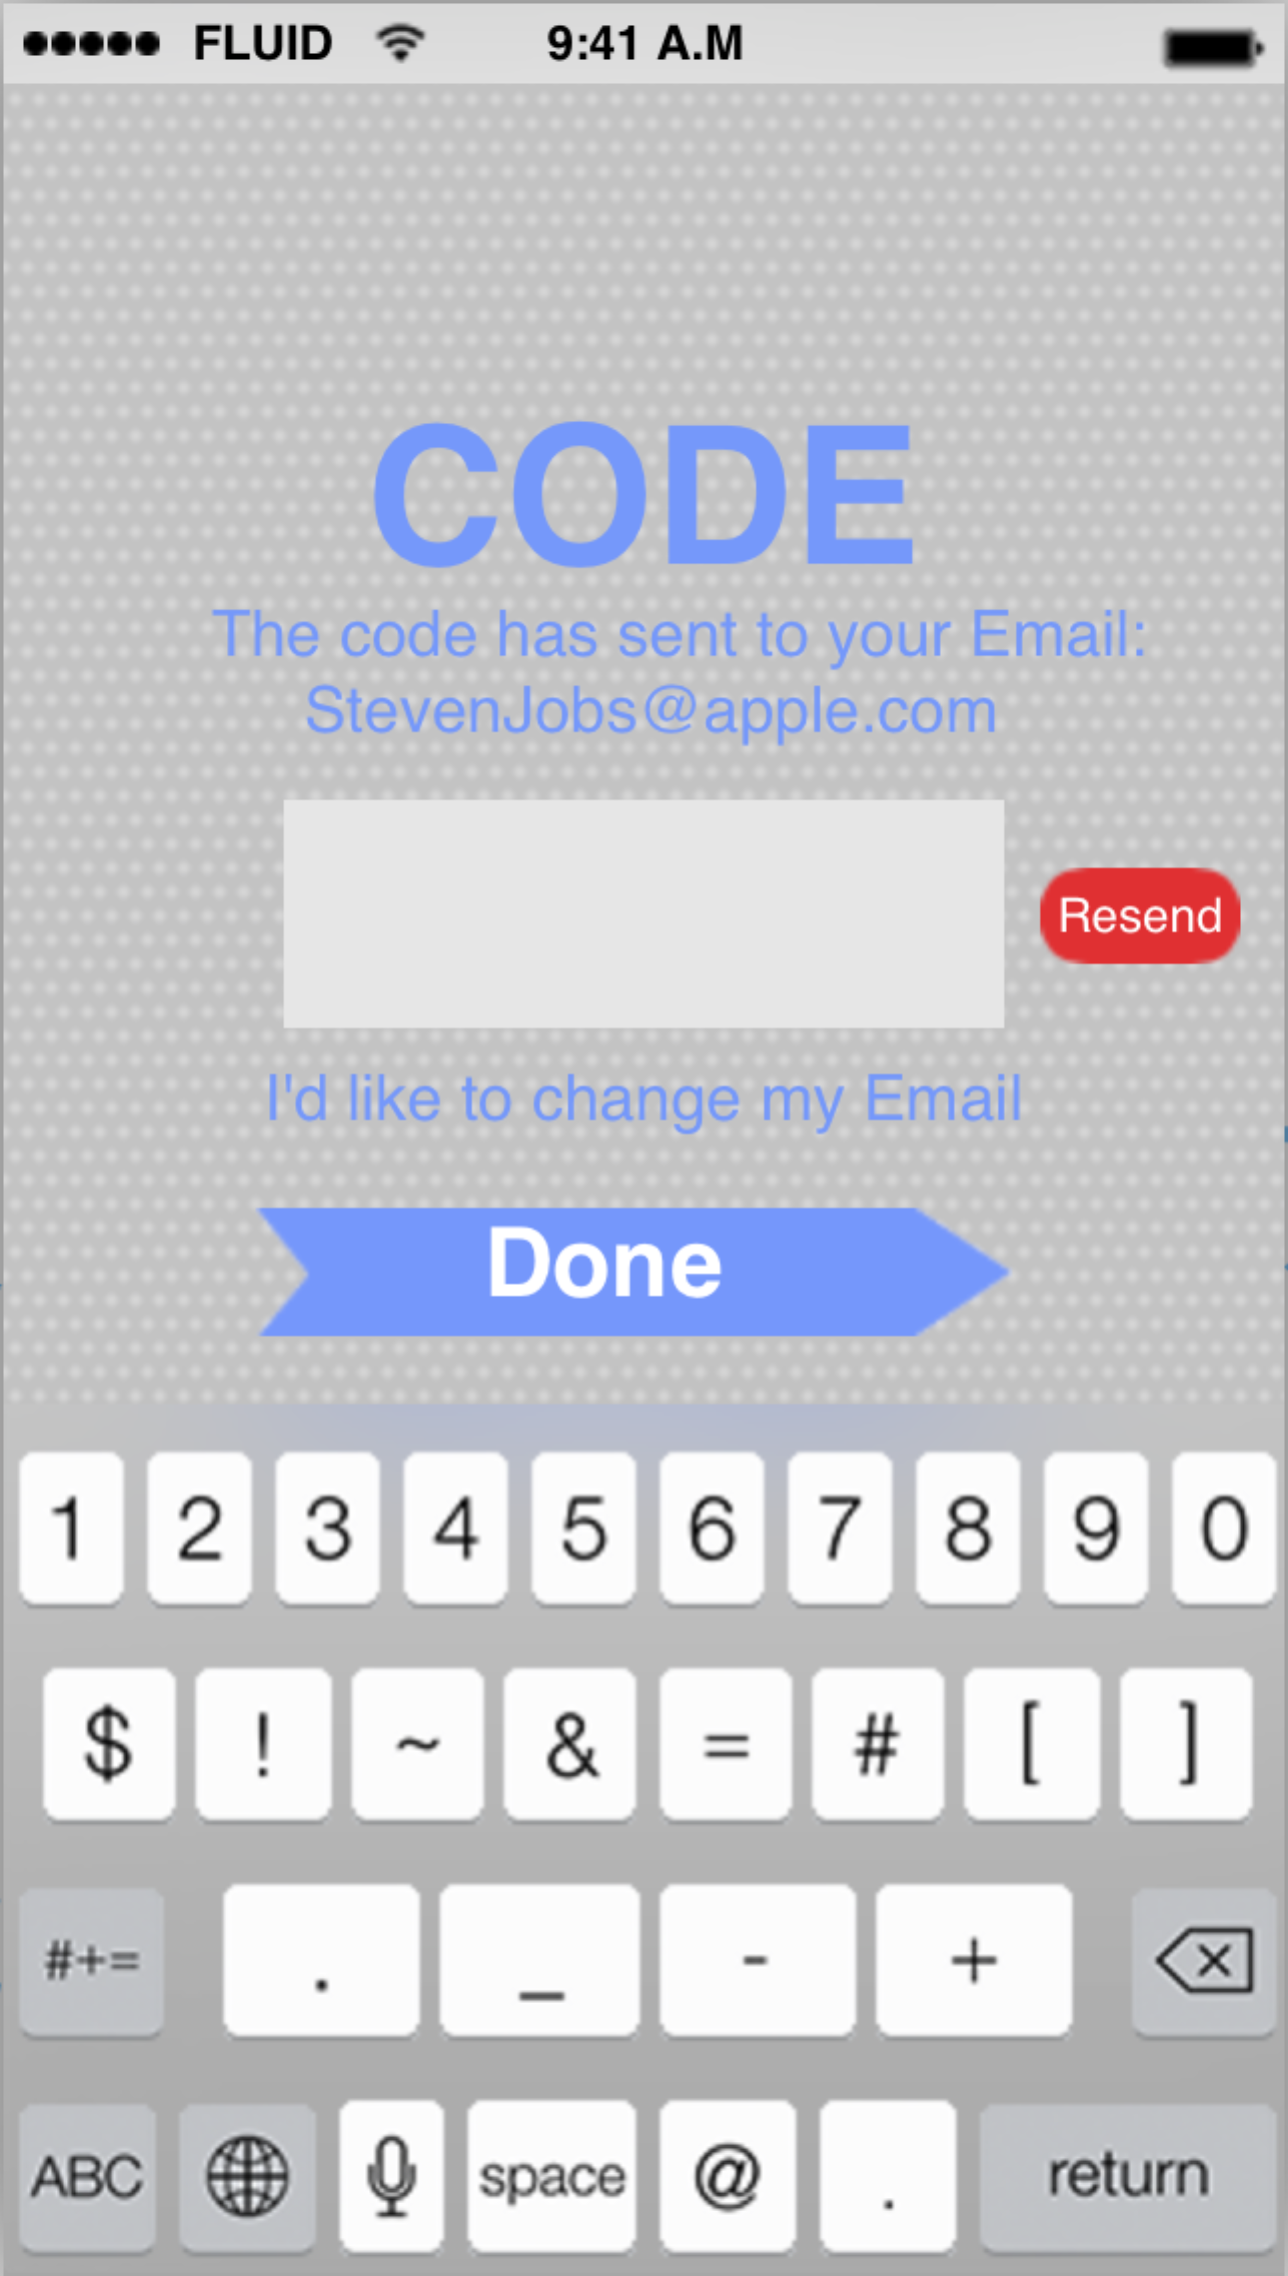 FLUID 9:41 A.M
CODE
The code has sent to your Email:
StevenJobs@apple.com
Resend
I'd like to change my Email
Done
1 2 3 4 5 6 7 8 9 0
$ ! ~ & = # [ ]
#+= . _ - +
ABC space @ . return